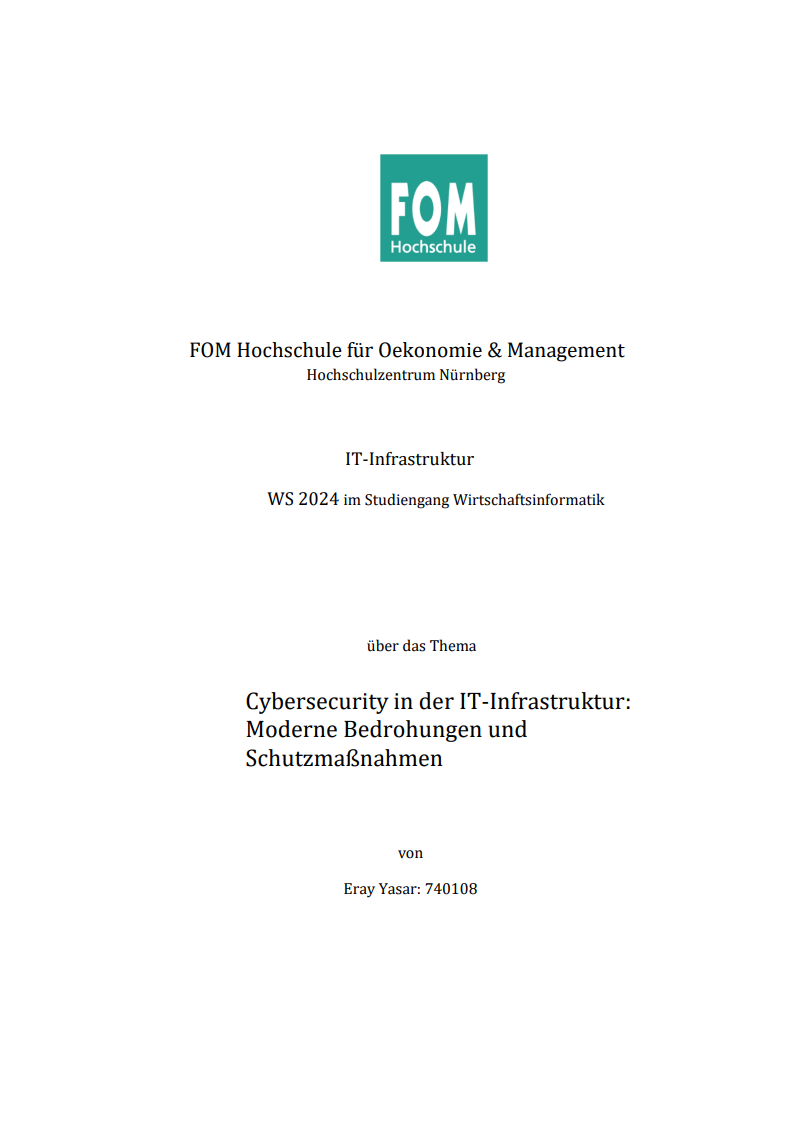 FOM
Hochschule
FOM Hochschule für Oekonomie & Management
Hochschulzentrum Nürnberg
IT-Infrastruktur
WS 2024 im Studiengang Wirtschaftsinformatik
über das Thema
Cybersecurity in der IT-Infrastruktur:
Moderne Bedrohungen und
Schutzmaßnahmen
von
Eray Yasar: 740108